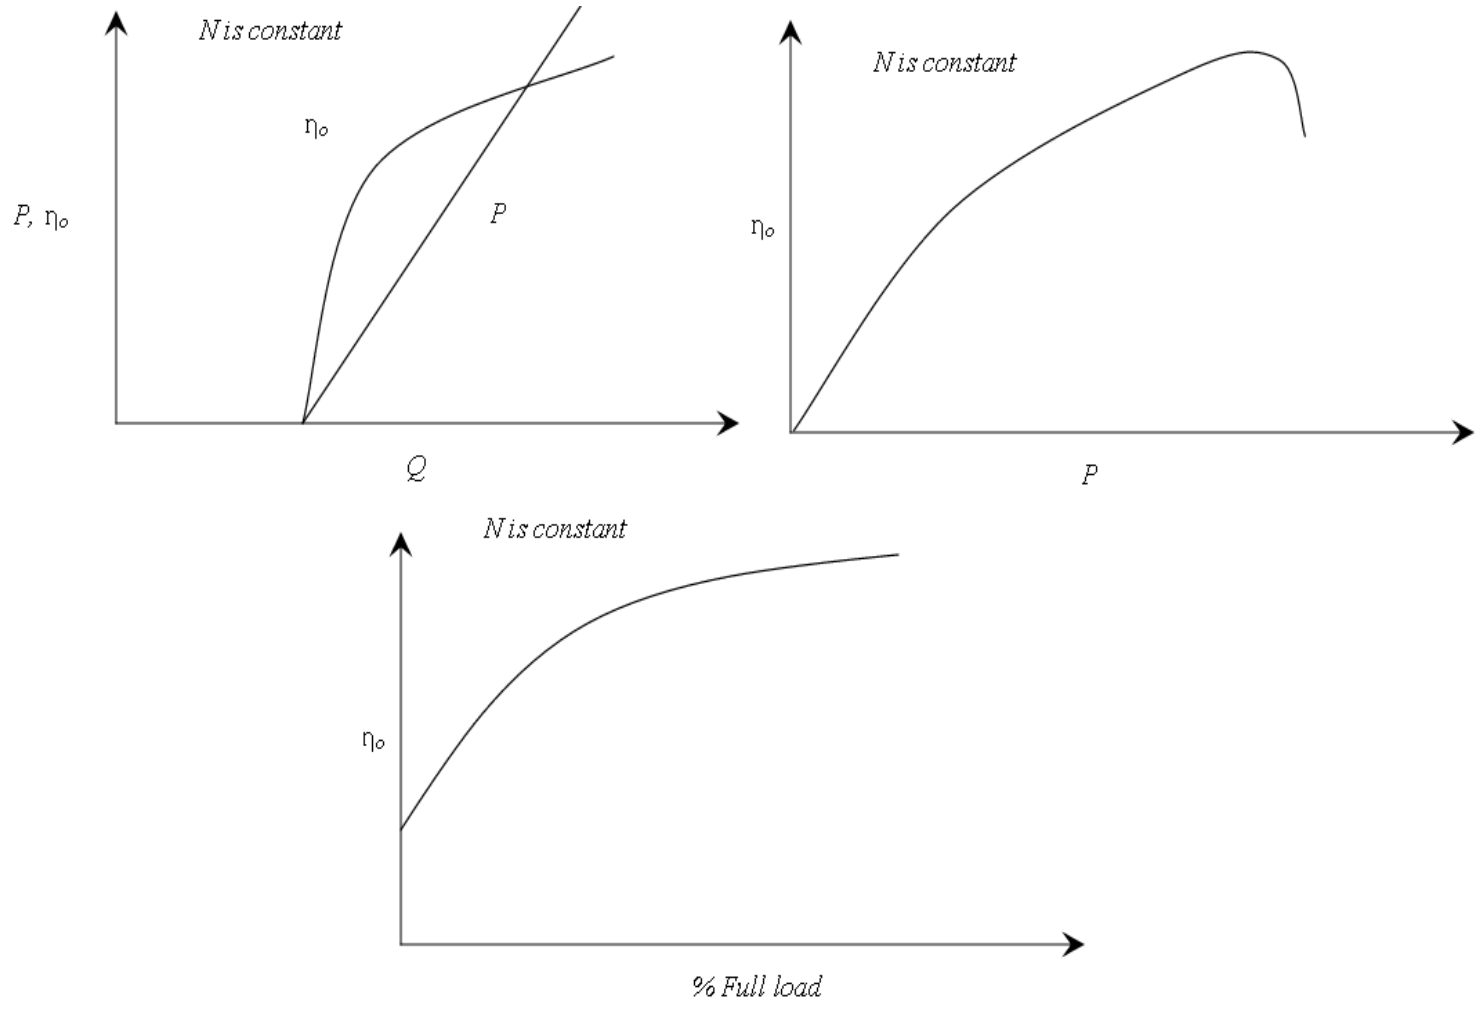 N is constant
ηo
P, ηo
P
Q
N is constant
ηo
P
N is constant
ηo
% Full load